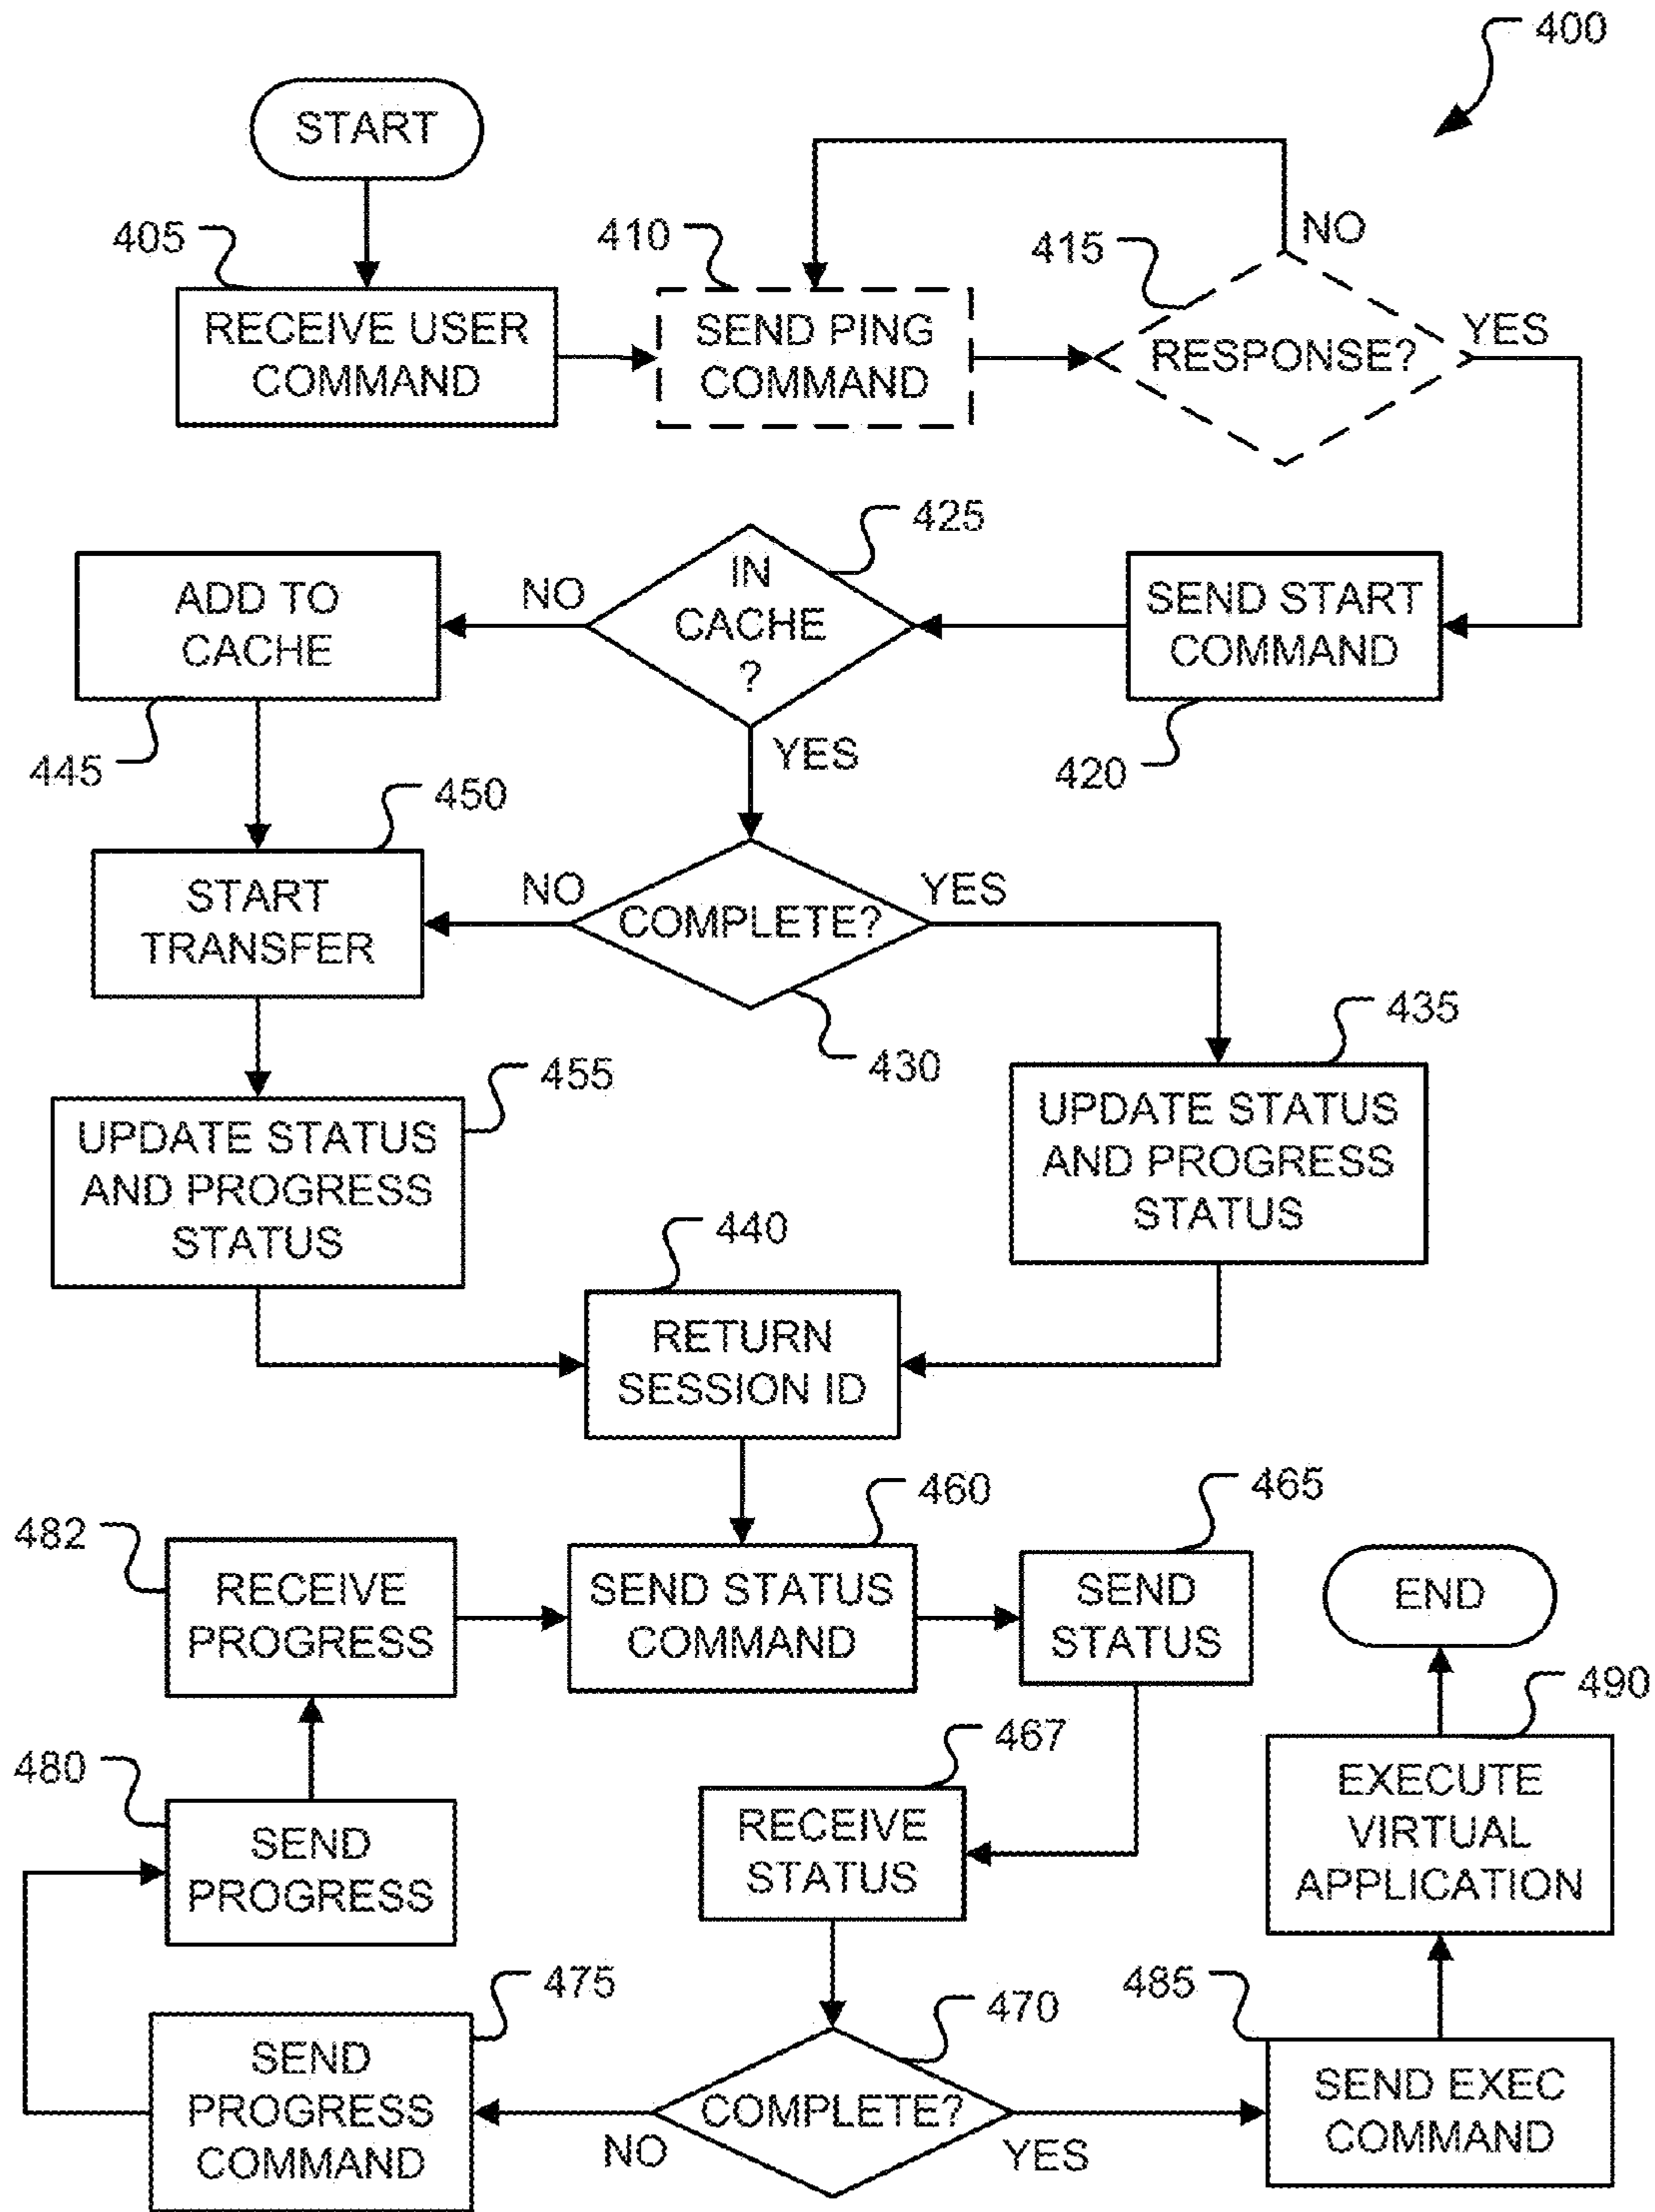 400
START
405
RECEIVE USER
COMMAND
410
SEND PING
COMMAND
415
RESPONSE?
NO
YES
425
IN
CACHE
?
NO
YES
SEND START
COMMAND
420
ADD TO
CACHE
445
450
START
TRANSFER
NO
COMPLETE?
YES
430
435
UPDATE STATUS
AND PROGRESS
STATUS
455
UPDATE STATUS
AND PROGRESS
STATUS
440
RETURN
SESSION ID
460
SEND STATUS
COMMAND
465
SEND
STATUS
482
RECEIVE
PROGRESS
END
490
EXECUTE
VIRTUAL
APPLICATION
467
RECEIVE
STATUS
480
SEND
PROGRESS
475
SEND
PROGRESS
COMMAND
470
COMPLETE?
NO
YES
485
SEND EXEC
COMMAND